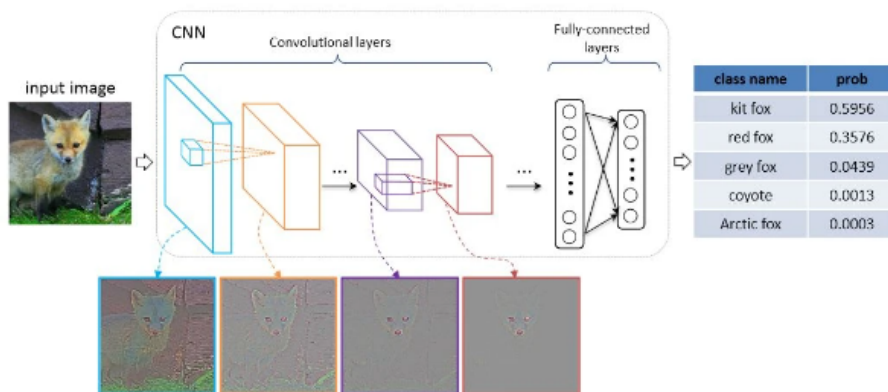 CNN
Convolutional layers
Fully-connected
layers
input image
...
...
class name prob
kit fox 0.5956
red fox 0.3576
grey fox 0.0439
coyote 0.0013
Arctic fox 0.0003